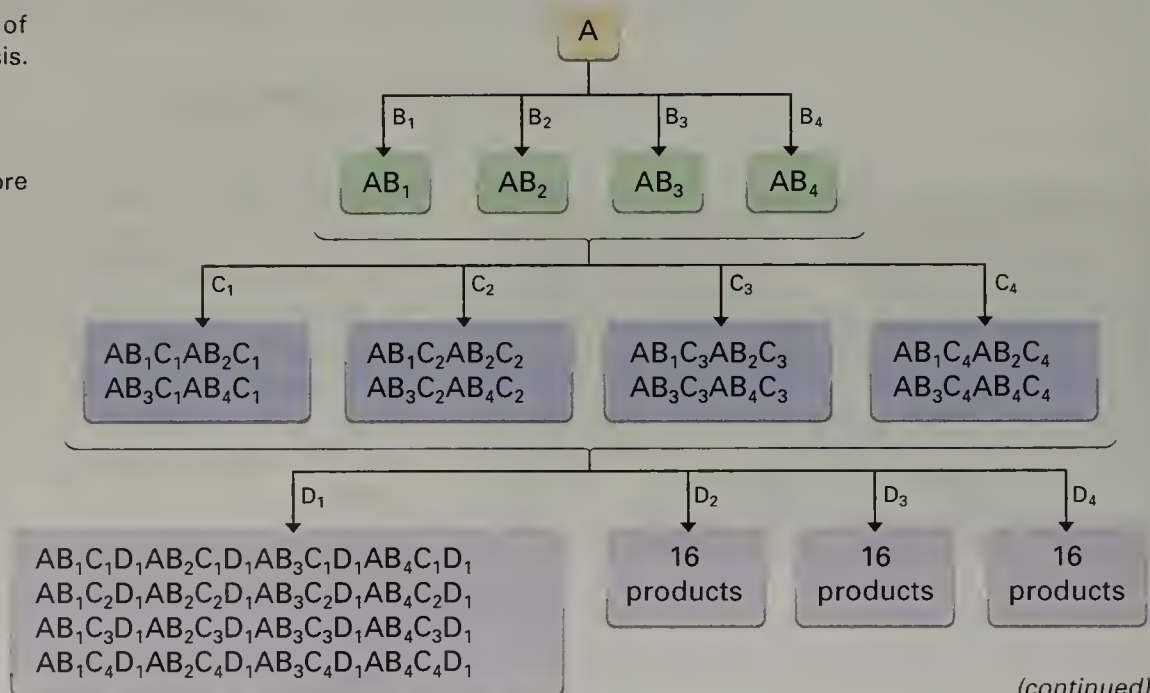 of
sis.
ore
A
B₁ B₂ B₃ B₄
AB₁ AB₂ AB₃ AB₄
C₁ C₂ C₃ C₄
AB₁C₁AB₂C₁
AB₃C₁AB₄C₁
AB₁C₂AB₂C₂
AB₃C₂AB₄C₂
AB₁C₃AB₂C₃
AB₃C₃AB₄C₃
AB₁C₄AB₂C₄
AB₃C₄AB₄C₄
D₁ D₂ D₃ D₄
AB₁C₁D₁AB₂C₁D₁AB₃C₁D₁AB₄C₁D₁
AB₁C₂D₁AB₂C₂D₁AB₃C₂D₁AB₄C₂D₁
AB₁C₃D₁AB₂C₃D₁AB₃C₃D₁AB₄C₃D₁
AB₁C₄D₁AB₂C₄D₁AB₃C₄D₁AB₄C₄D₁
16
products
16
products
16
products
(continued)